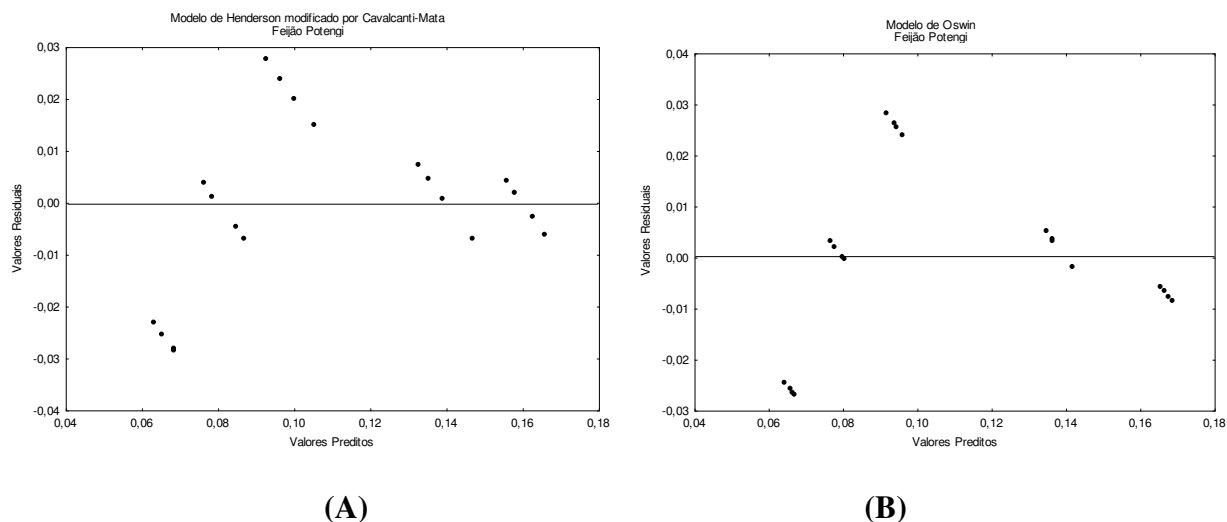 Modelo de Henderson modificado por Cavalcanti-Mata
Feijão Potengi
0,03
0,02
0,01
0,00
-0,01
-0,02
-0,03
-0,04
Valores Residuais
0,04 0,06 0,08 0,10 0,12 0,14 0,16 0,18
Valores Preditos
(A)
Modelo de Oswin
Feijão Potengi
0,04
0,03
0,02
0,01
0,00
-0,01
-0,02
-0,03
Valores Residuais
0,04 0,06 0,08 0,10 0,12 0,14 0,16 0,18
Valores Preditos
(B)